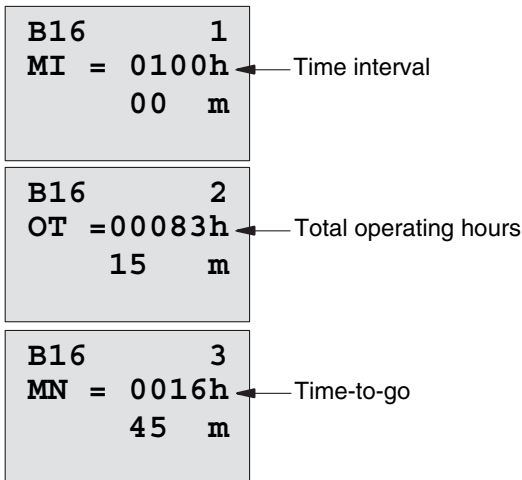 B16 1
MI = 0100h
Time interval
00 m
B16 2
OT =00083h
Total operating hours
15 m
B16 3
MN = 0016h
Time-to-go
45 m